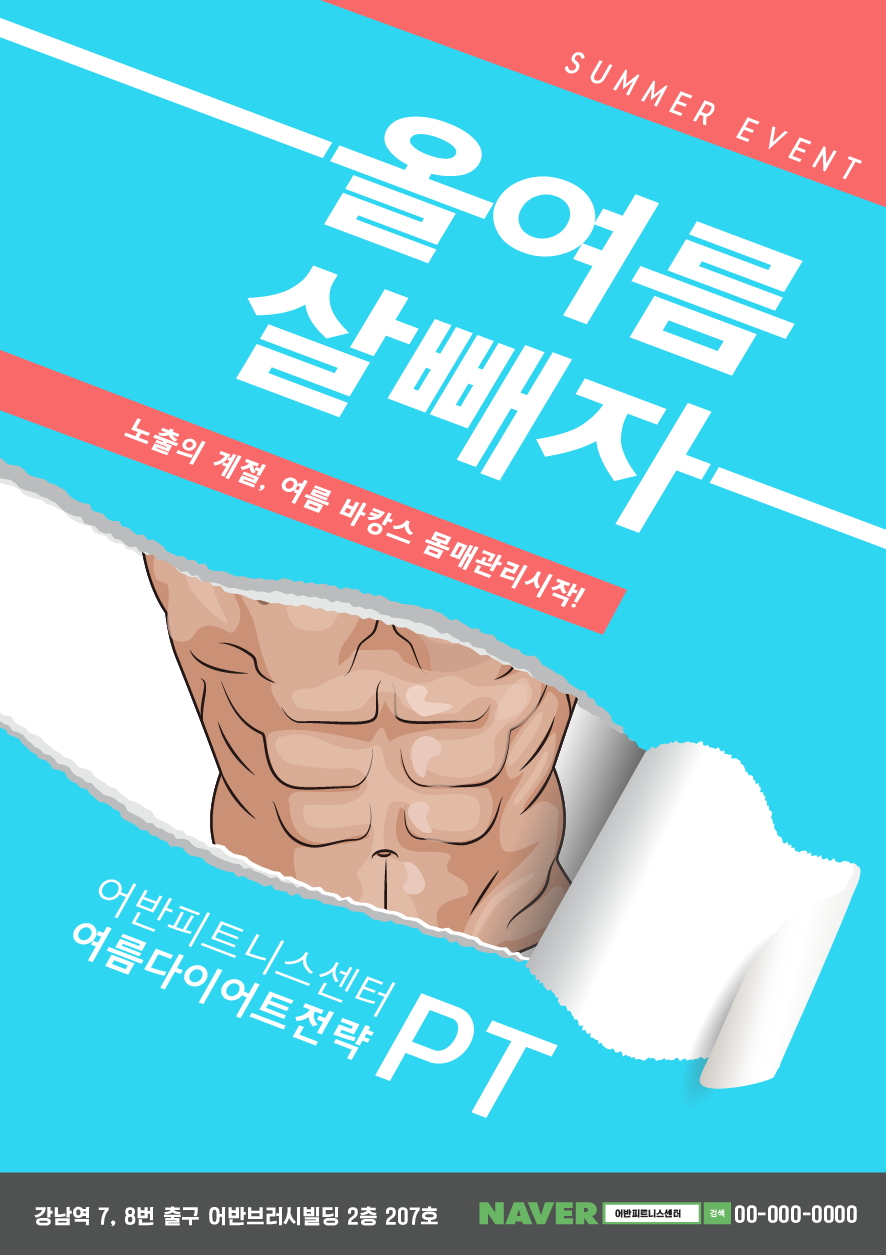 SUMMER EVENT
올여름
살빼자
노출의 계절, 여름 바캉스 몸매관리시작!
어반피트니스센터
여름다이어트전략 PT
강남역 7, 8번 출구 어반브러시빌딩 2층 207호 NAVER 어반피트니스센터 검색 00-000-0000